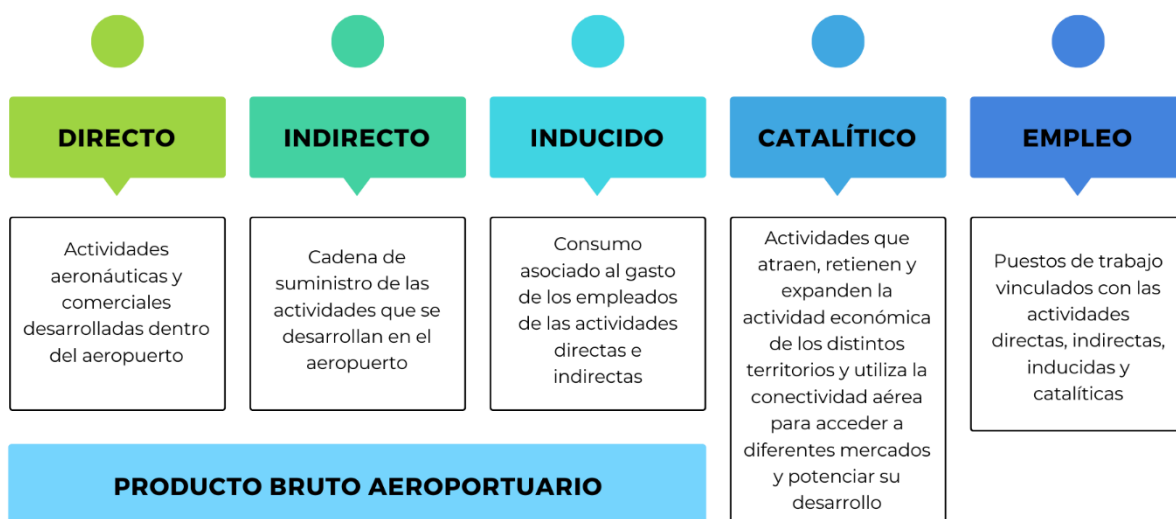 DIRECTO
Actividades
aeronáuticas y
comerciales
desarrolladas dentro
del aeropuerto
INDIRECTO
Cadena de
suministro de las
actividades que se
desarrollan en el
aeropuerto
INDUCIDO
Consumo
asociado al gasto
de los empleados
de las actividades
directas e
indirectas
CATALÍTICO
Actividades que
atraen, retienen y
expanden la
actividad económica
de los distintos
territorios y utiliza la
conectividad aérea
para acceder a
diferentes mercados
y potenciar su
desarrollo
EMPLEO
Puestos de trabajo
vinculados con las
actividades
directas, indirectas,
inducidas y
catalíticas
PRODUCTO BRUTO AEROPORTUARIO